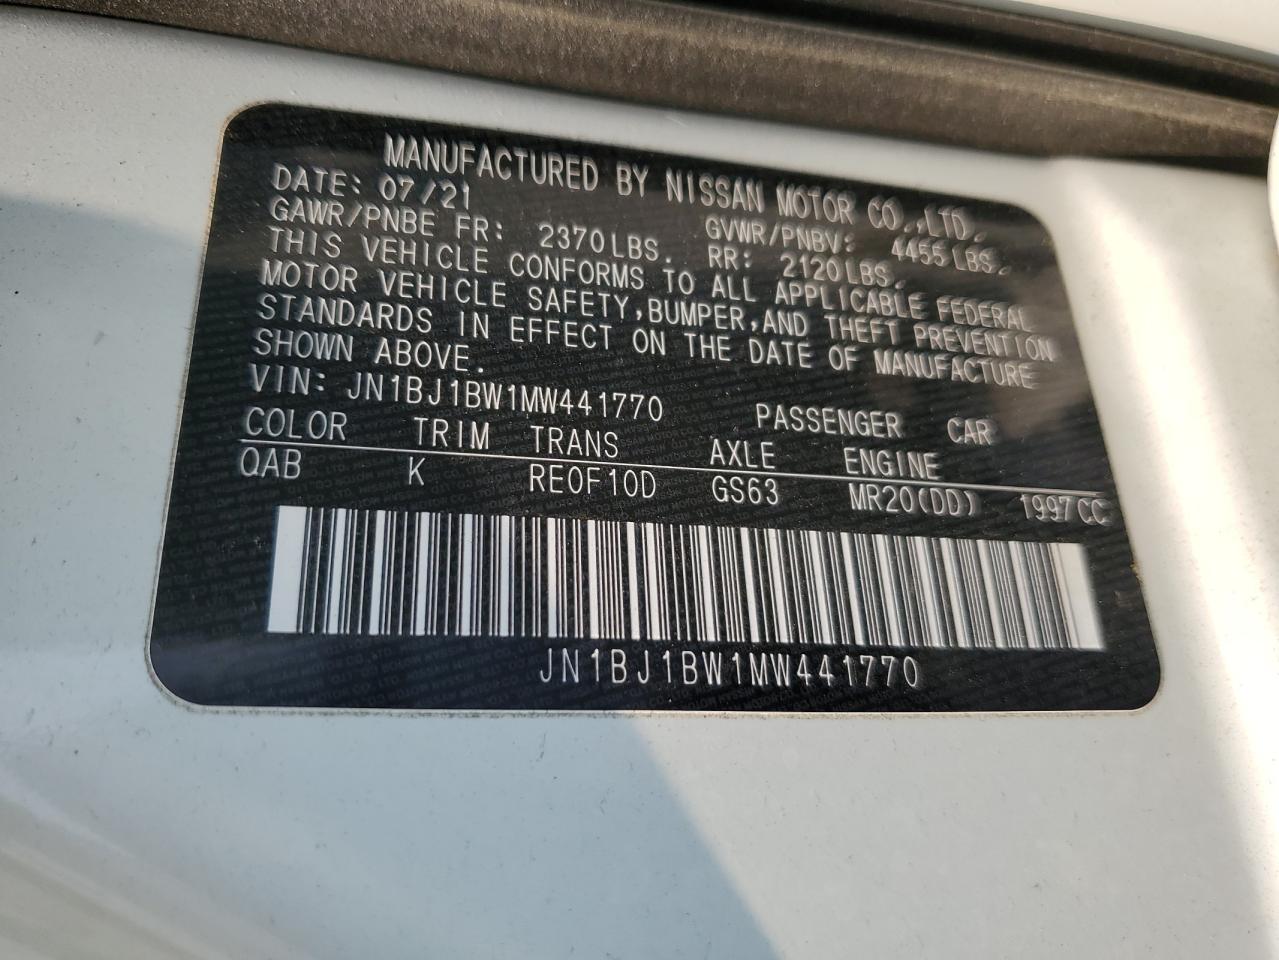 MANUFACTURED BY NISSAN MOTOR CO.,LTD.
DATE: 07/21 GVWR/PNBV: 4455LBS.
GAWR/PNBE FR: 2370LBS. RR: 2120LBS.
THIS VEHICLE CONFORMS TO ALL APPLICABLE FEDERAL
MOTOR VEHICLE SAFETY,BUMPER,AND THEFT PREVENTION
STANDARDS IN EFFECT ON THE DATE OF MANUFACTURE
SHOWN ABOVE.
VIN: JN1BJ1BW1MW441770 PASSENGER CAR
COLOR TRIM TRANS AXLE ENGINE
QAB K RE0F10D GS63 MR20(DD) 1997CC
JN1BJ1BW1MW441770